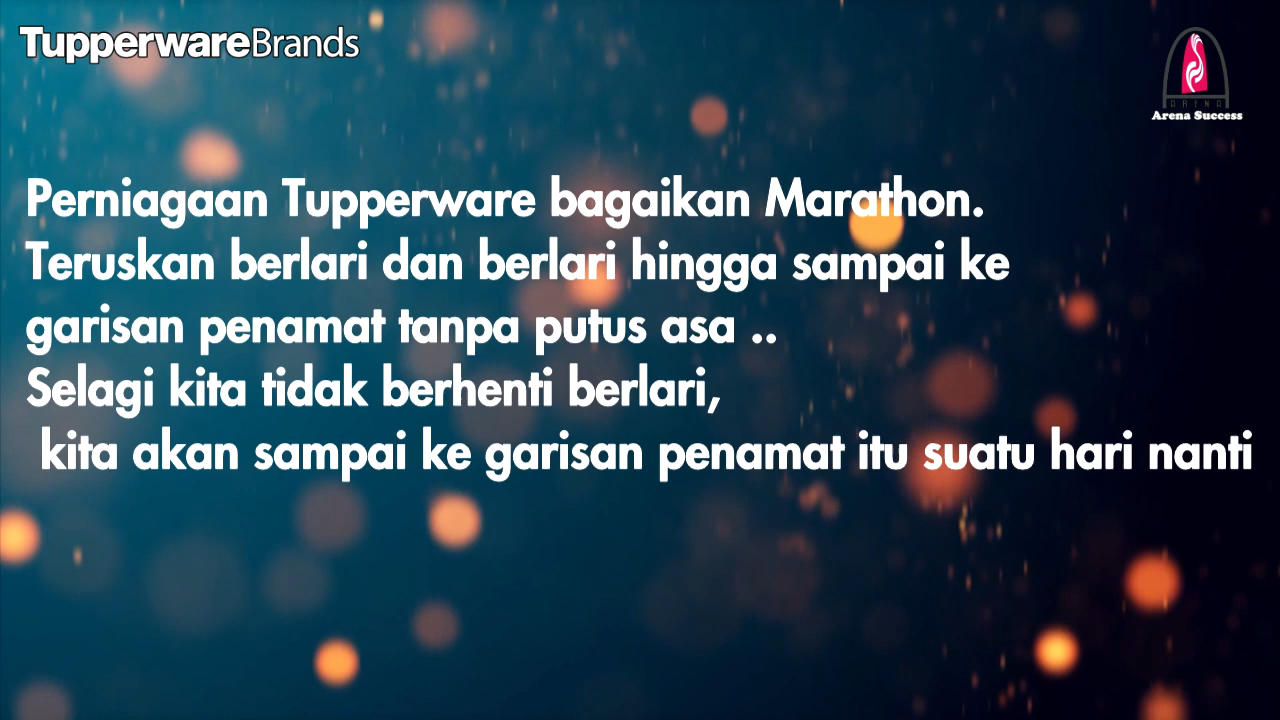 TupperwareBrands
ARENA
Arena Success
Perniagaan Tupperware bagaikan Marathon.
Teruskan berlari dan berlari hingga sampai ke
garisan penamat tanpa putus asa ..
Selagi kita tidak berhenti berlari,
kita akan sampai ke garisan penamat itu suatu hari nanti